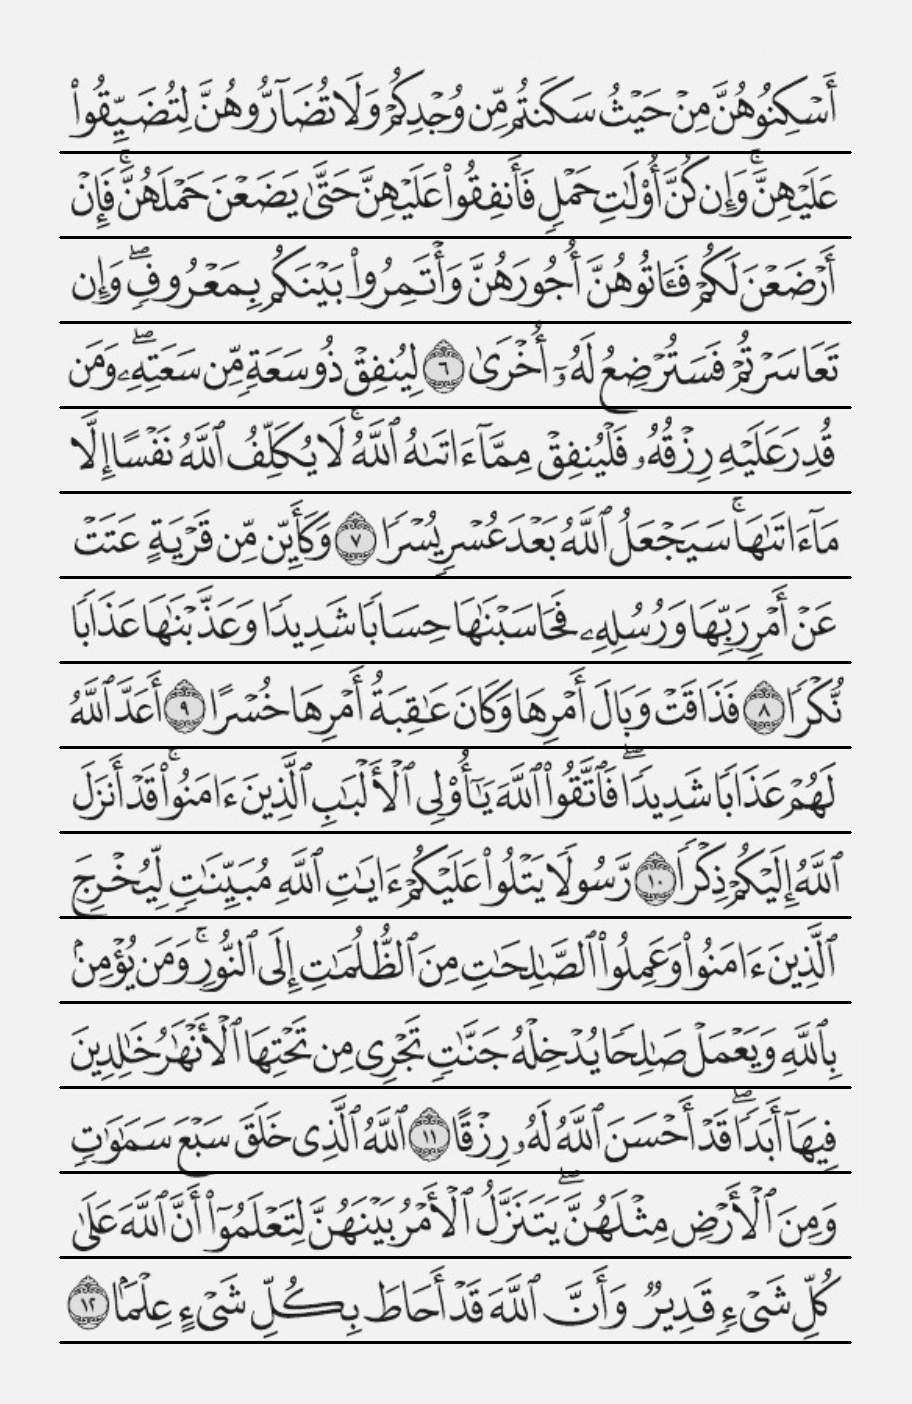 أَسْكِنُوهُنَّ مِنْ حَيْثُ سَكَنتُم مِّن وُجْدِكُمْ وَلَا تُضَآرُّوهُنَّ لِتُضَيِّقُوا۟
عَلَيْهِنَّ ۚ وَإِن كُنَّ أُو۟لَٰتِ حَمْلٍ فَأَنفِقُوا۟ عَلَيْهِنَّ حَتَّىٰ يَضَعْنَ حَمْلَهُنَّ ۚ فَإِنْ
أَرْضَعْنَ لَكُمْ فَـَٔاتُوهُنَّ أُجُورَهُنَّ ۖ وَأْتَمِرُوا۟ بَيْنَكُم بِمَعْرُوفٍ ۖ وَإِن
تَعَاسَرْتُمْ فَسَتُرْضِعُ لَهُۥٓ أُخْرَىٰ ٦ لِيُنفِقْ ذُو سَعَةٍ مِّن سَعَتِهِۦ ۖ وَمَن
قُدِرَ عَلَيْهِ رِزْقُهُۥ فَلْيُنفِقْ مِمَّآ ءَاتَىٰهُ ٱللَّهُ ۚ لَا يُكَلِّفُ ٱللَّهُ نَفْسًا إِلَّا
مَآ ءَاتَىٰهَا ۚ سَيَجْعَلُ ٱللَّهُ بَعْدَ عُسْرٍ يُسْرًا ٧ وَكَأَيِّن مِّن قَرْيَةٍ عَتَتْ
عَنْ أَمْرِ رَبِّهَا وَرُسُلِهِۦ فَحَاسَبْنَٰهَا حِسَابًا شَدِيدًا وَعَذَّبْنَٰهَا عَذَابًا
نُّكْرًا ٨ فَذَاقَتْ وَبَالَ أَمْرِهَا وَكَانَ عَٰقِبَةُ أَمْرِهَا خُسْرًا ٩ أَعَدَّ ٱللَّهُ
لَهُمْ عَذَابًا شَدِيدًا ۖ فَٱتَّقُوا۟ ٱللَّهَ يَٰٓأُو۟لِى ٱلْأَلْبَٰبِ ٱلَّذِينَ ءَامَنُوا۟ ۚ قَدْ أَنزَلَ
ٱللَّهُ إِلَيْكُمْ ذِكْرًا ١٠ رَّسُولًا يَتْلُوا۟ عَلَيْكُمْ ءَايَٰتِ ٱللَّهِ مُبَيِّنَٰتٍ لِّيُخْرِجَ
ٱلَّذِينَ ءَامَنُوا۟ وَعَمِلُوا۟ ٱلصَّٰلِحَٰتِ مِنَ ٱلظُّلُمَٰتِ إِلَى ٱلنُّورِ ۚ وَمَن يُؤْمِنۢ
بِٱللَّهِ وَيَعْمَلْ صَٰلِحًا يُدْخِلْهُ جَنَّٰتٍ تَجْرِى مِن تَحْتِهَا ٱلْأَنْهَٰرُ خَٰلِدِينَ
فِيهَآ أَبَدًا ۖ قَدْ أَحْسَنَ ٱللَّهُ لَهُۥ رِزْقًا ١١ ٱللَّهُ ٱلَّذِى خَلَقَ سَبْعَ سَمَٰوَٰتٍ
وَمِنَ ٱلْأَرْضِ مِثْلَهُنَّ ۖ يَتَنَزَّلُ ٱلْأَمْرُ بَيْنَهُنَّ لِتَعْلَمُوٓا۟ أَنَّ ٱللَّهَ عَلَىٰ
كُلِّ شَىْءٍ قَدِيرٌ وَأَنَّ ٱللَّهَ قَدْ أَحَاطَ بِكُلِّ شَىْءٍ عِلْمًۢا ١٢